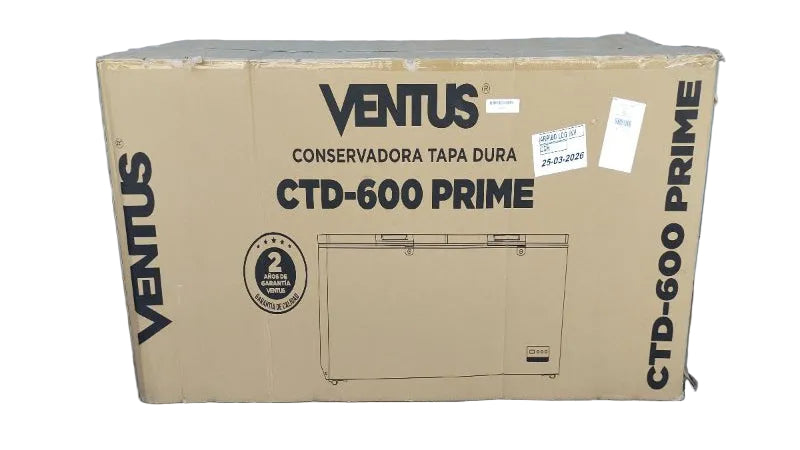 VENTUS®
CONSERVADORA TAPA DURA
CTD-600 PRIME
25-03-2026
VENTUS
CTD-600 PRIME
2
AÑOS DE
GARANTÍA
VENTUS
GARANTÍA DE CALIDAD